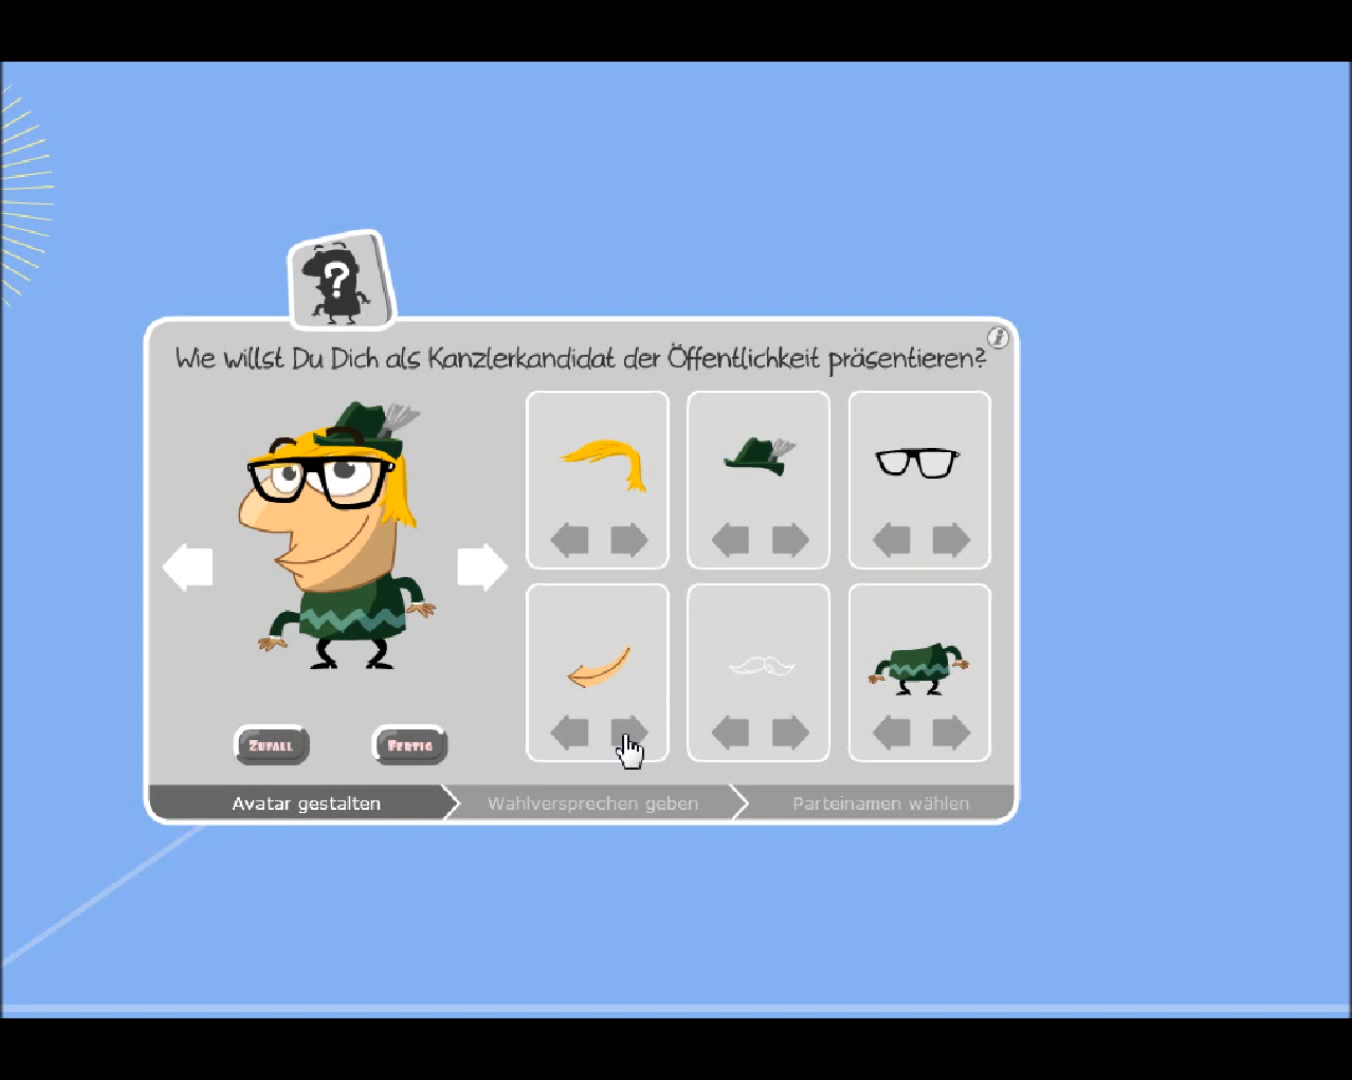 ?
i
Wie willst Du Dich als Kanzlerkandidat der Öffentlichkeit präsentieren?
Zufall
Fertig
Avatar gestalten
Wahlversprechen geben
Parteinamen wählen